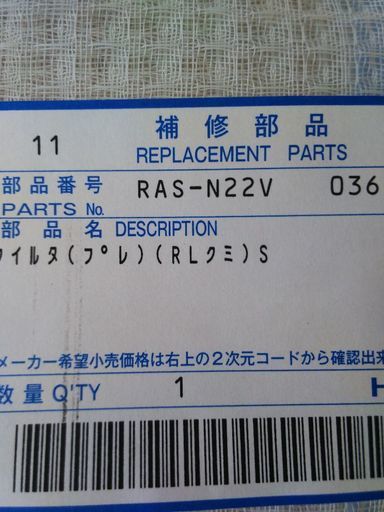 補修部品
11 REPLACEMENT PARTS
部品番号 RAS-N22V 036
PARTS No.
部品名 DESCRIPTION
フイルタ(プレ)(RLクミ)S
メーカー希望小売価格は右上の2次元コードから確認出来
数量 Q'TY 1 H